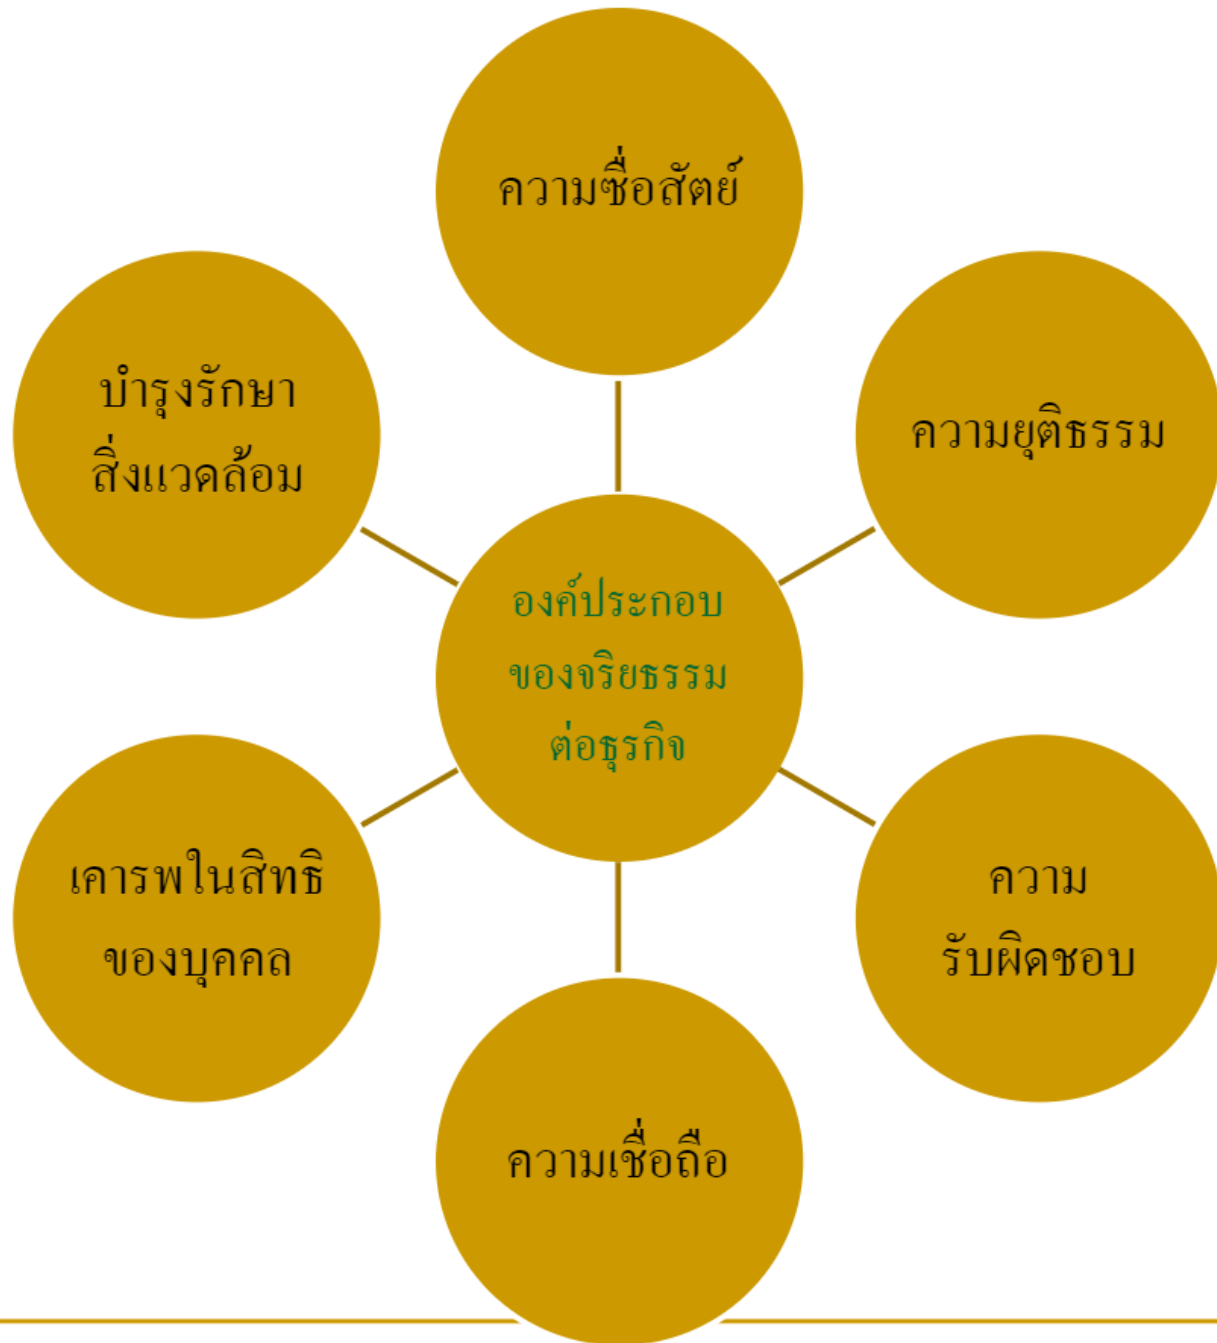 ความซื่อสัตย์
ความยุติธรรม
ความ
รับผิดชอบ
ความเชื่อถือ
เคารพในสิทธิ
ของบุคคล
บำรุงรักษา
สิ่งแวดล้อม
องค์ประกอบ
ของจริยธรรม
ต่อธุรกิจ